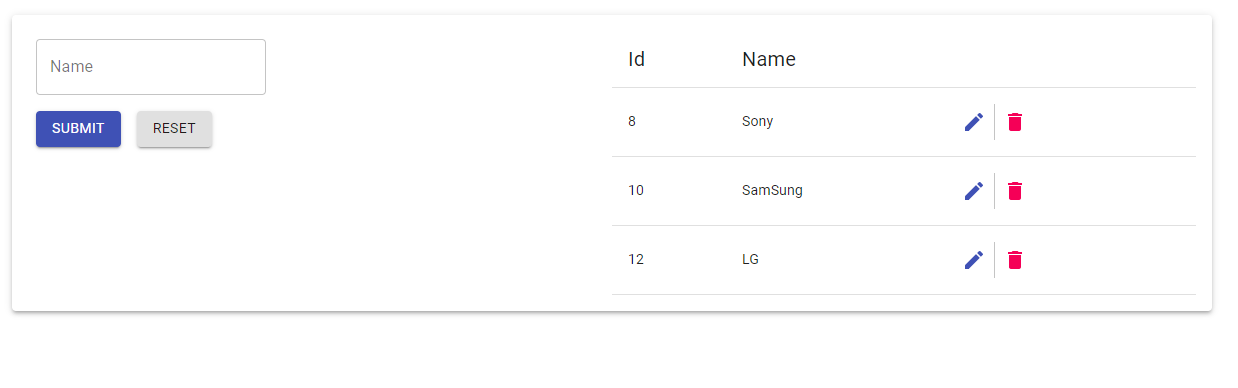 Name
SUBMIT RESET
Id Name
8 Sony
10 SamSung
12 LG